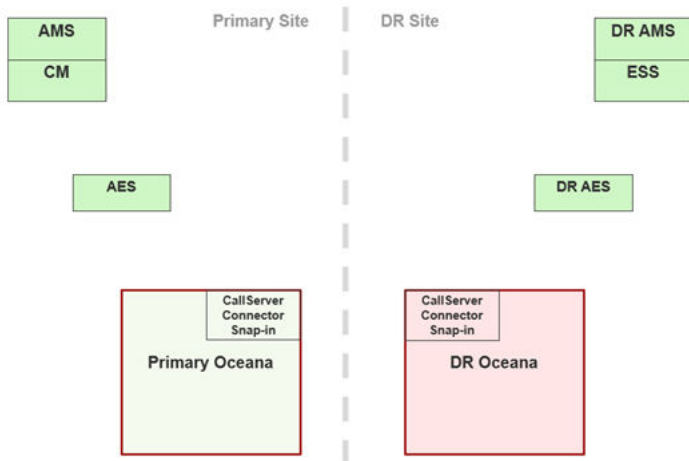 Primary Site
DR Site
AMS
CM
DR AMS
ESS
AES
DR AES
CallServer
Connector
Snap-in
Primary Oceana
CallServer
Connector
Snap-in
DR Oceana